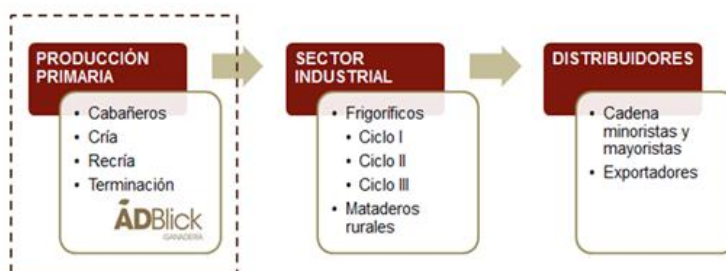 PRODUCCIÓN
PRIMARIA
• Cabañeros
• Cría
• Recría
• Terminación
ADBlick
GANADERÍA
SECTOR
INDUSTRIAL
• Frigoríficos
• Ciclo I
• Ciclo II
• Ciclo III
• Mataderos
rurales
DISTRIBUIDORES
• Cadena
minoristas y
mayoristas
• Exportadores